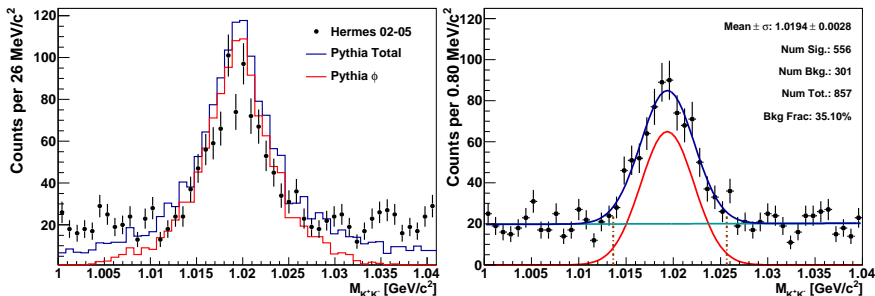 Counts per 26 MeV/c²
120
100
80
60
40
20
Hermes 02-05
Pythia Total
Pythia ϕ
1
1.005
1.01
1.015
1.02
1.025
1.03
1.035
1.04
M_K⁺K⁻ [GeV/c²]
Counts per 0.80 MeV/c²
120
100
80
60
40
20
0
Mean ± σ: 1.0194 ± 0.0028
Num Sig.: 556
Num Bkg.: 301
Num Tot.: 857
Bkg Frac: 35.10%
1
1.005
1.01
1.015
1.02
1.025
1.03
1.035
1.04
M_K⁺K⁻ [GeV/c²]